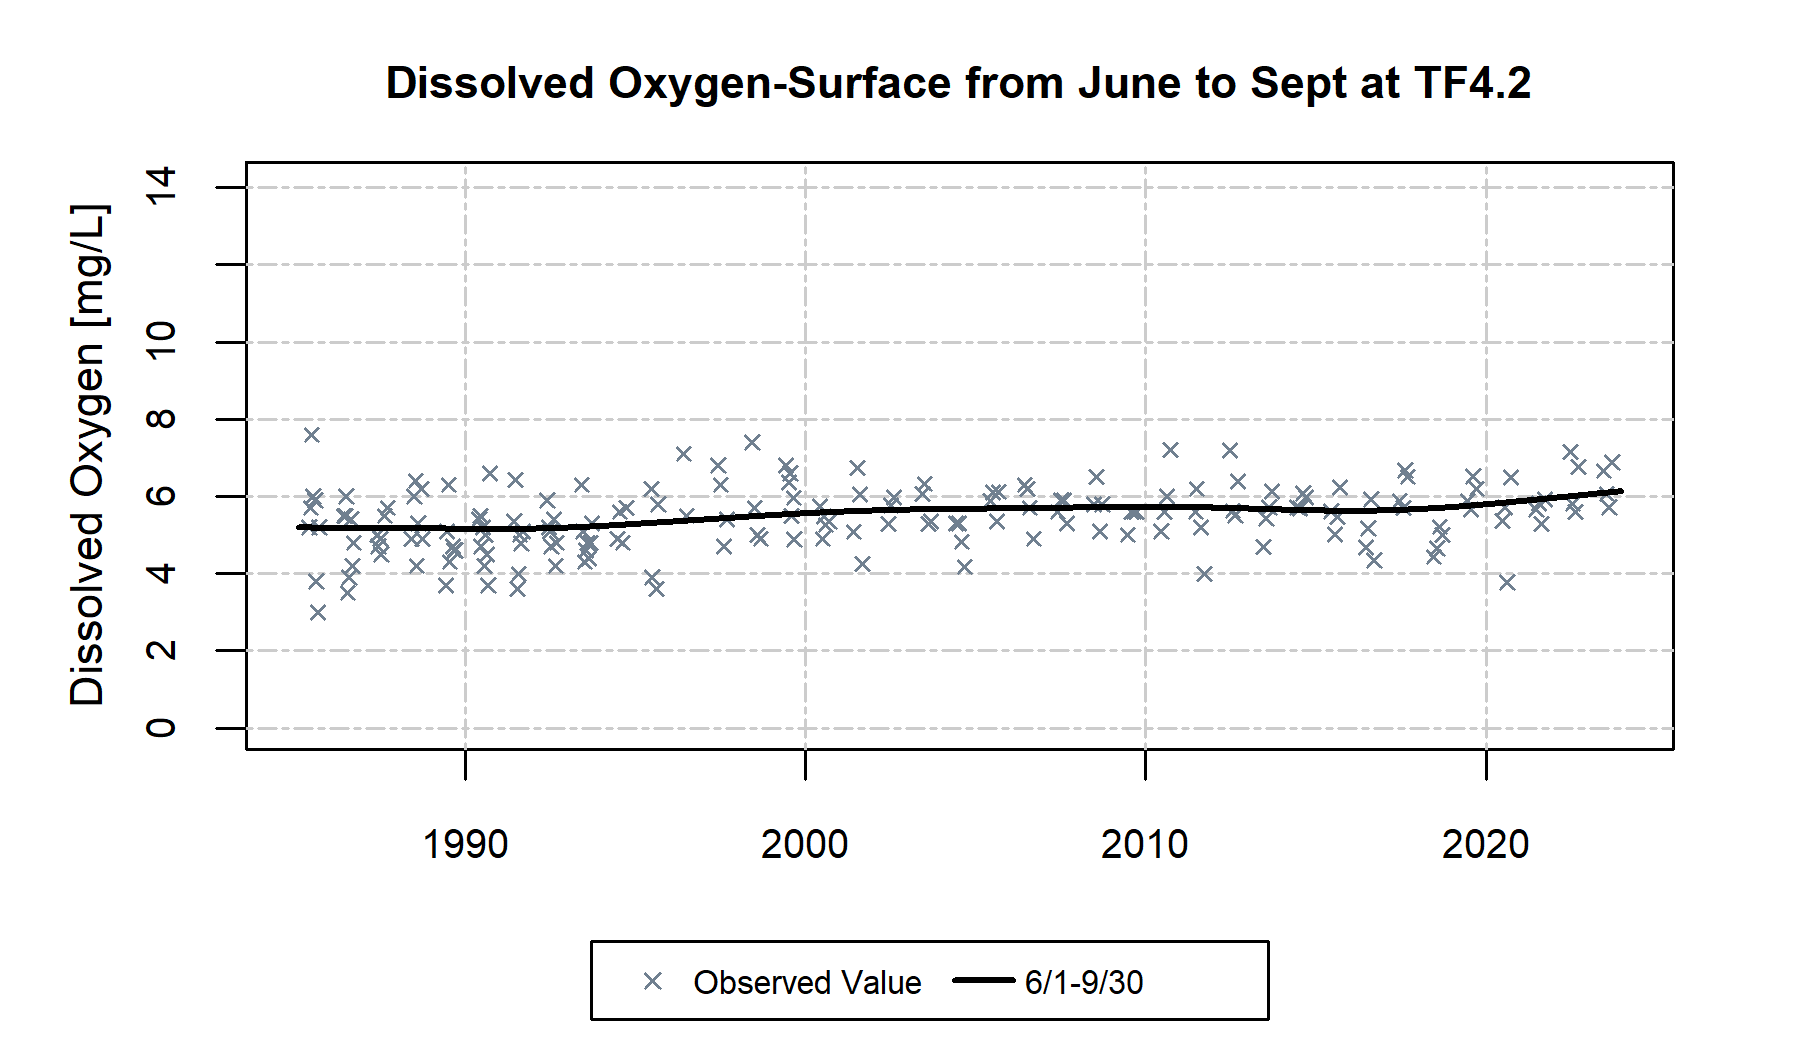 Dissolved Oxygen-Surface from June to Sept at TF4.2
Dissolved Oxygen [mg/L]
14
10
8
6
4
2
0
1990 2000 2010 2020
Observed Value 6/1-9/30